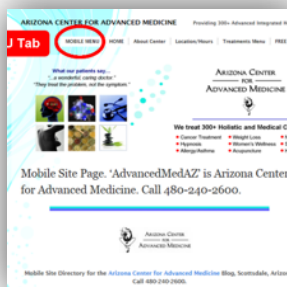 ARIZONA CENTER FOR ADVANCED MEDICINE Providing 300+ Advanced Integrated
U Tab
MOBILE MENU HOME About Center Location/Hours Treatments Menu FREE
What our patients say...
"...a wonderful, caring doctor."
"They treat the problem, not the symptom."
ARIZONA CENTER
FOR
ADVANCED MEDICINE
We treat 300+ Holistic and Medical C
Cancer Treatment Weight Loss
Hypnosis Women's Wellness
Allergy/Asthma Acupuncture
Mobile Site Page. 'AdvancedMedAZ' is Arizona Center
for Advanced Medicine. Call 480-240-2600.
ARIZONA CENTER
FOR
ADVANCED MEDICINE
Mobile Site Directory for the Arizona Center for Advanced Medicine Blog, Scottsdale, Arizo
Call 480-240-2600.